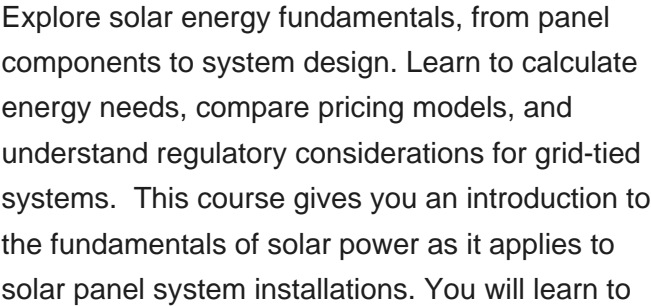 Explore solar energy fundamentals, from panel
components to system design. Learn to calculate
energy needs, compare pricing models, and
understand regulatory considerations for grid-tied
systems.  This course gives you an introduction to
the fundamentals of solar power as it applies to
solar panel system installations. You will learn to